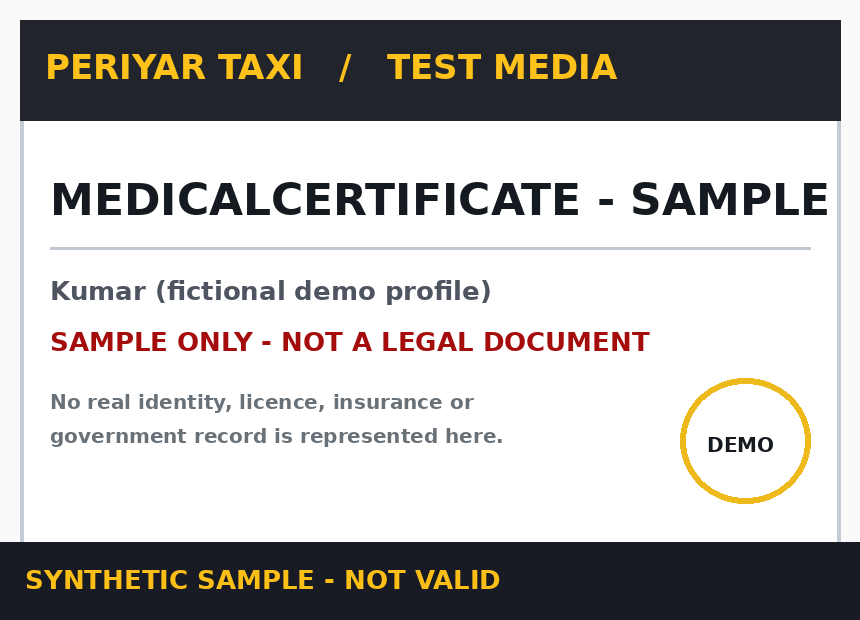 PERIYAR TAXI / TEST MEDIA
MEDICALCERTIFICATE - SAMPLE
Kumar (fictional demo profile)
SAMPLE ONLY - NOT A LEGAL DOCUMENT
No real identity, licence, insurance or
government record is represented here.
DEMO
SYNTHETIC SAMPLE - NOT VALID